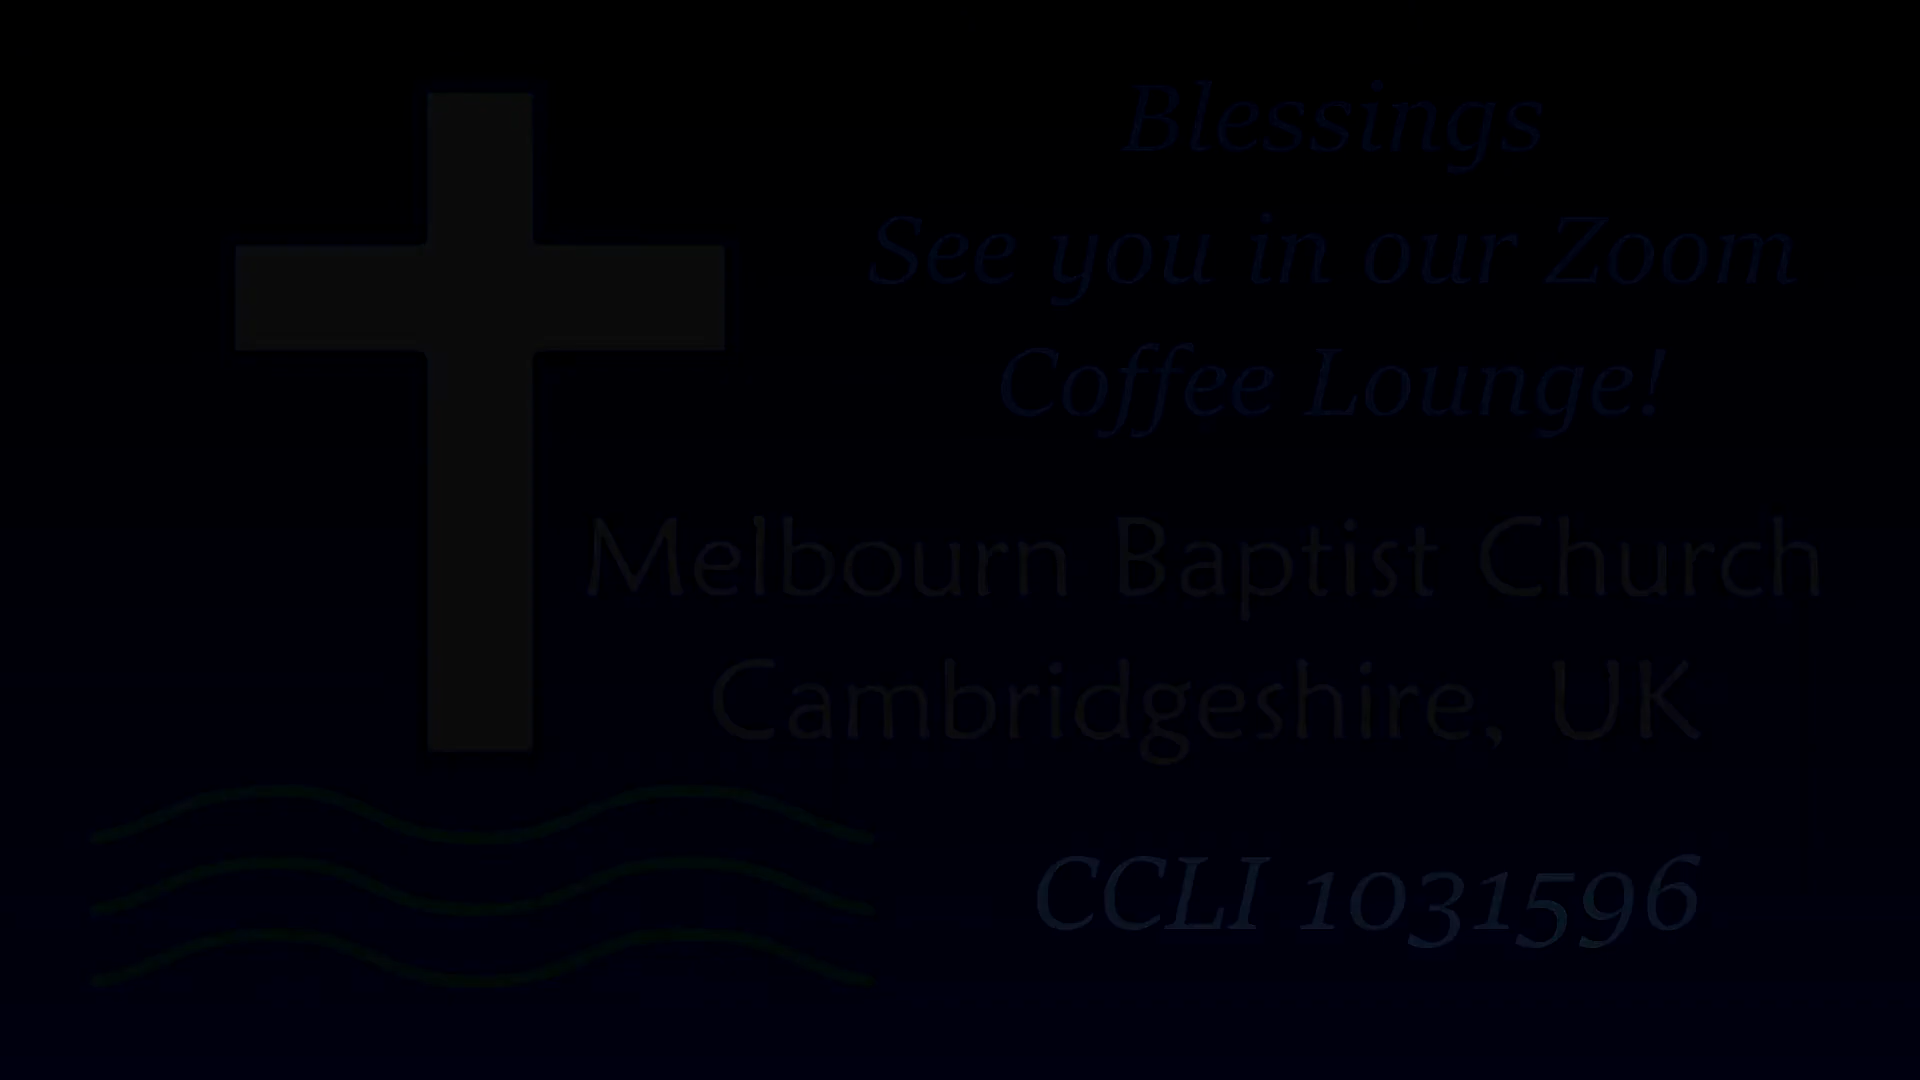 Blessings
See you in our Zoom
Coffee Lounge!
Melbourn Baptist Church
Cambridgeshire, UK
CCLI 1031596